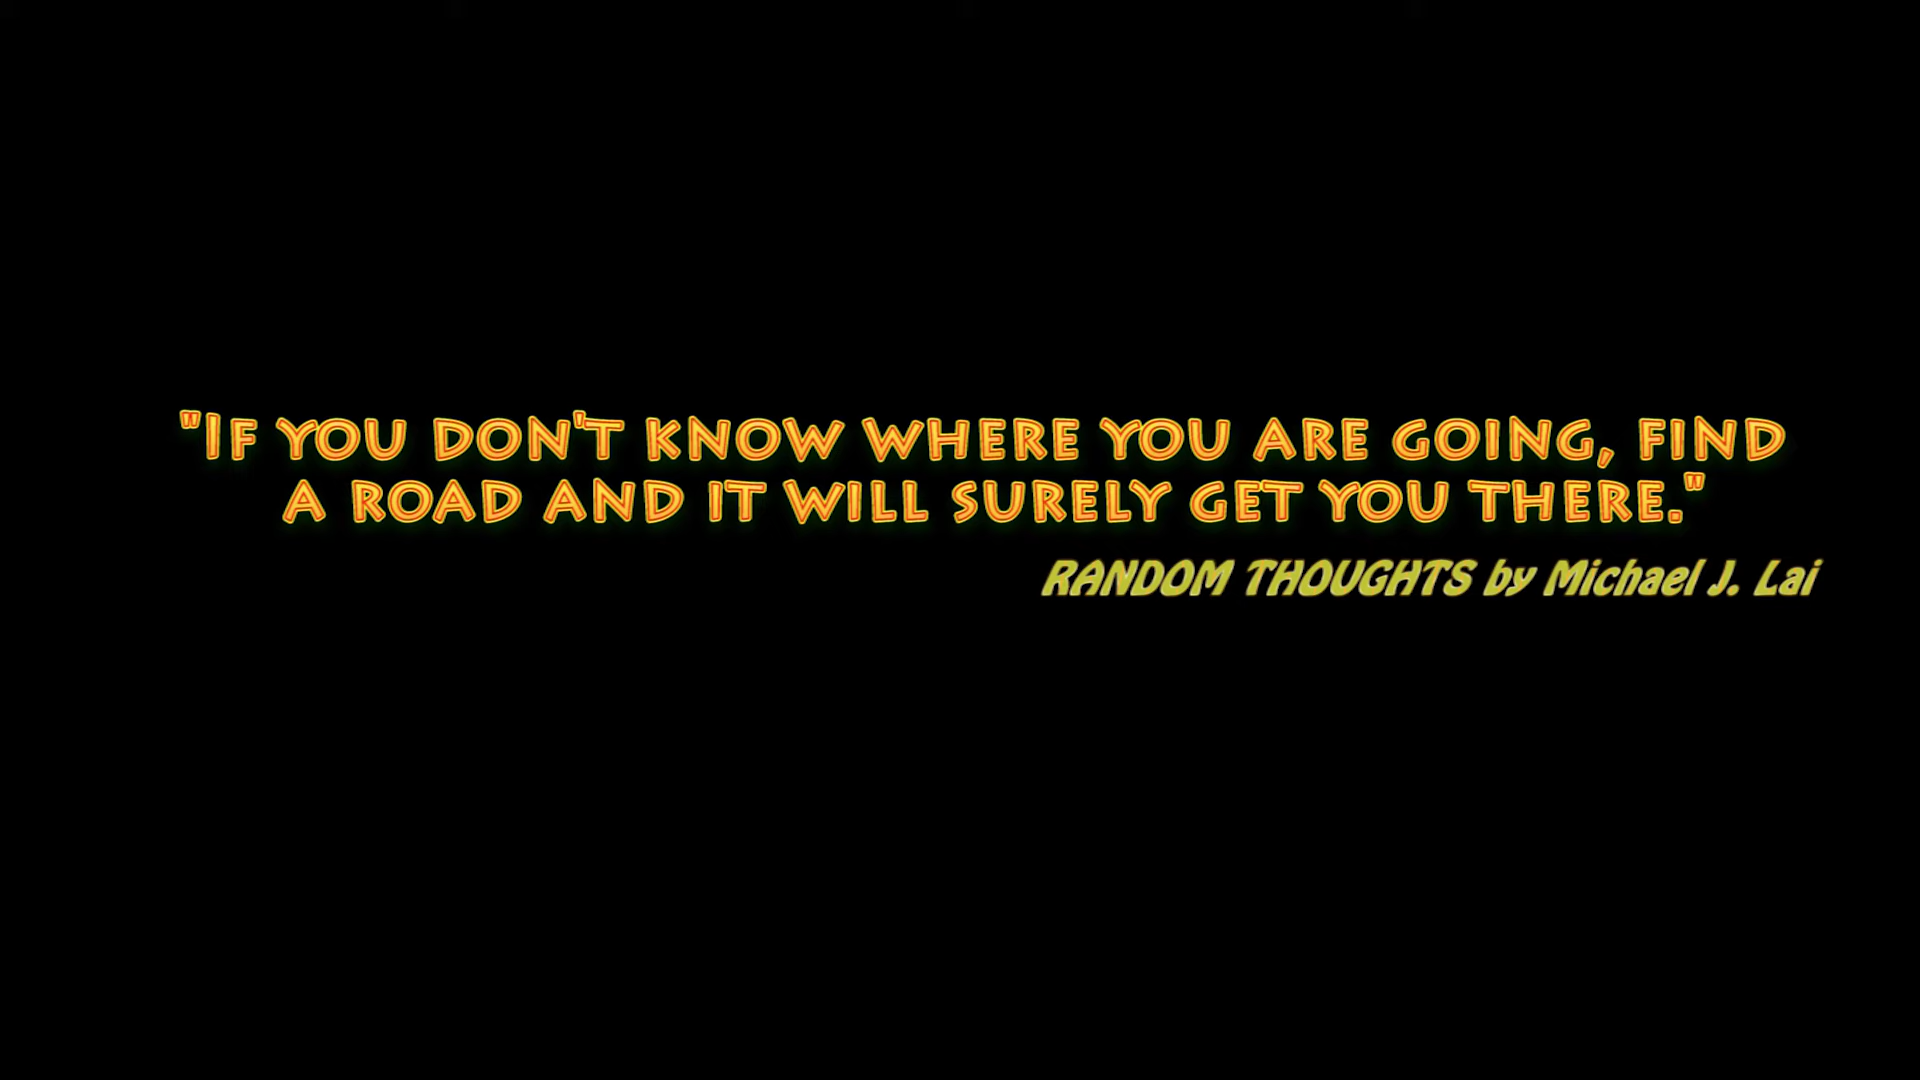 "If you don't know where you are going, find
a road and it will surely get you there."
RANDOM THOUGHTS by Michael J. Lai